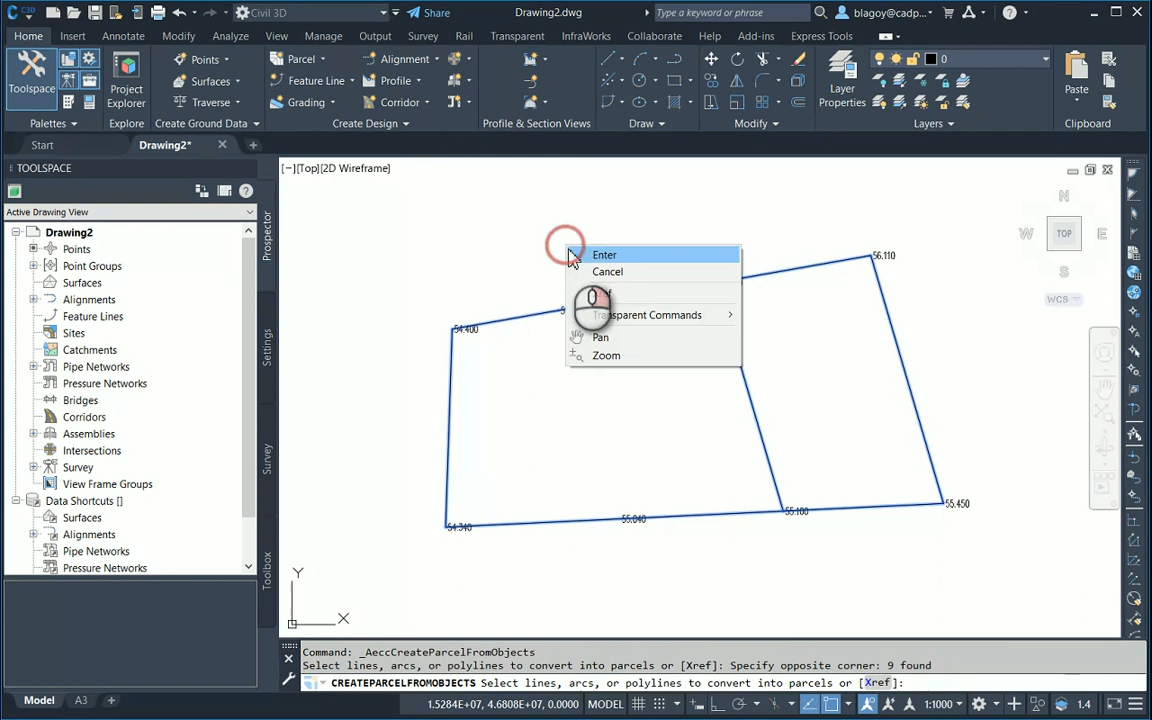 C3D
Civil 3D
Share
Drawing2.dwg
Type a keyword or phrase
blagoy@cadp...
Home Insert Annotate Modify Analyze View Manage Output Survey Rail Transparent InfraWorks Collaborate Help Add-ins Express Tools
Toolspace
Project Explorer
Points
Surfaces
Traverse
Parcel
Feature Line
Grading
Alignment
Profile
Corridor
Layer Properties
0
Paste
Palettes
Explore
Create Ground Data
Create Design
Profile & Section Views
Draw
Modify
Layers
Clipboard
Start
Drawing2*
TOOLSPACE
Active Drawing View
Drawing2
Points
Point Groups
Surfaces
Alignments
Feature Lines
Sites
Catchments
Pipe Networks
Pressure Networks
Bridges
Corridors
Assemblies
Intersections
Survey
View Frame Groups
Data Shortcuts []
Surfaces
Alignments
Pipe Networks
Pressure Networks
Prospector
Settings
Survey
Toolbox
[−][Top][2D Wireframe]
N
W
TOP
E
S
WCS
Enter
Cancel
Transparent Commands
Pan
Zoom
56.110
54.400
54.340
55.040
55.180
55.450
Y
X
Command: _AeccCreateParcelFromObjects
Select lines, arcs, or polylines to convert into parcels or [Xref]: Specify opposite corner: 9 found
CREATEPARCELFROMOBJECTS Select lines, arcs, or polylines to convert into parcels or [Xref]:
Model
A3
1.5284E+07, 4.6808E+07, 0.0000
MODEL
1:1000
1.4